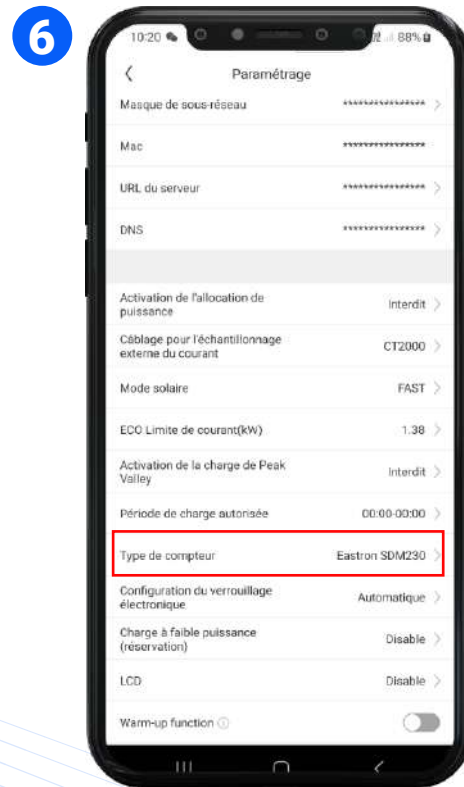 6
10:20 88%
Paramétrage
Masque de sous-réseau ****************
Mac ****************
URL du serveur ****************
DNS ****************
Activation de l'allocation de
puissance Interdit
Câblage pour l'échantillonnage
externe du courant CT2000
Mode solaire FAST
ECO Limite de courant(kW) 1.38
Activation de la charge de Peak
Valley Interdit
Période de charge autorisée 00:00-00:00
Type de compteur Eastron SDM230
Configuration du verrouillage
électronique Automatique
Charge à faible puissance
(réservation) Disable
LCD Disable
Warm-up function